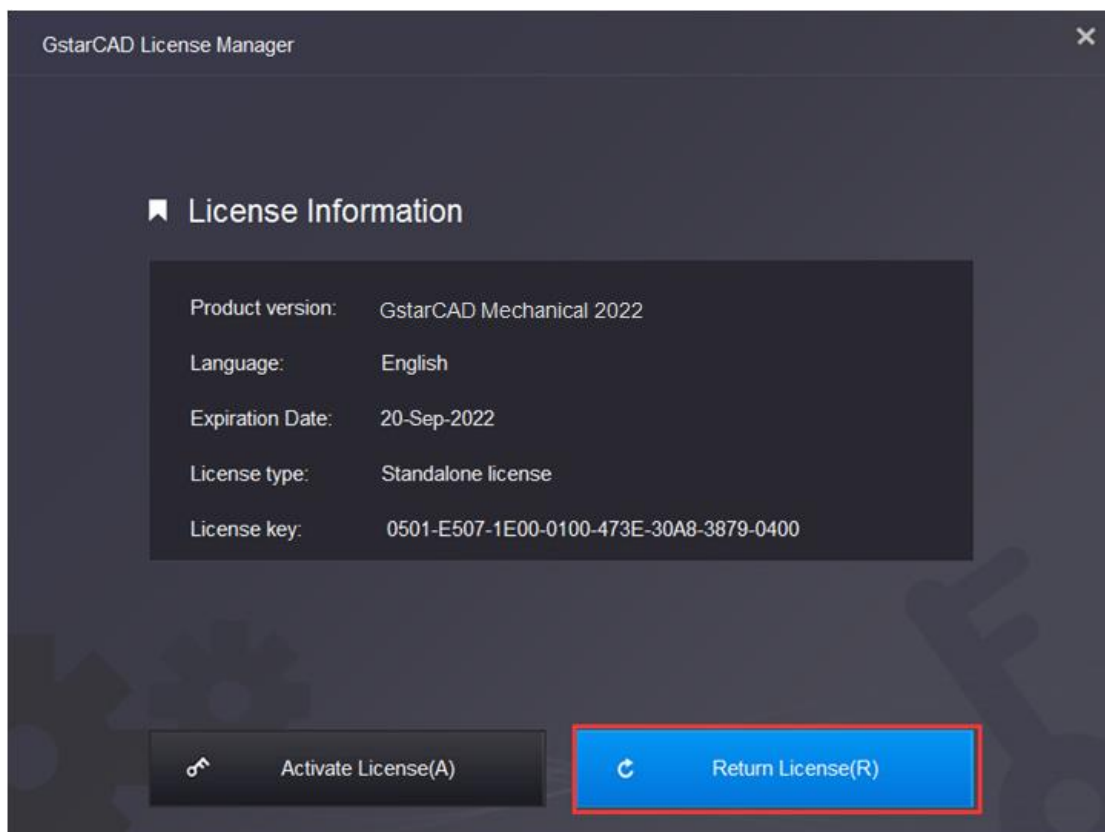 GstarCAD License Manager
License Information
Product version: GstarCAD Mechanical 2022
Language: English
Expiration Date: 20-Sep-2022
License type: Standalone license
License key: 0501-E507-1E00-0100-473E-30A8-3879-0400
Activate License(A) Return License(R)